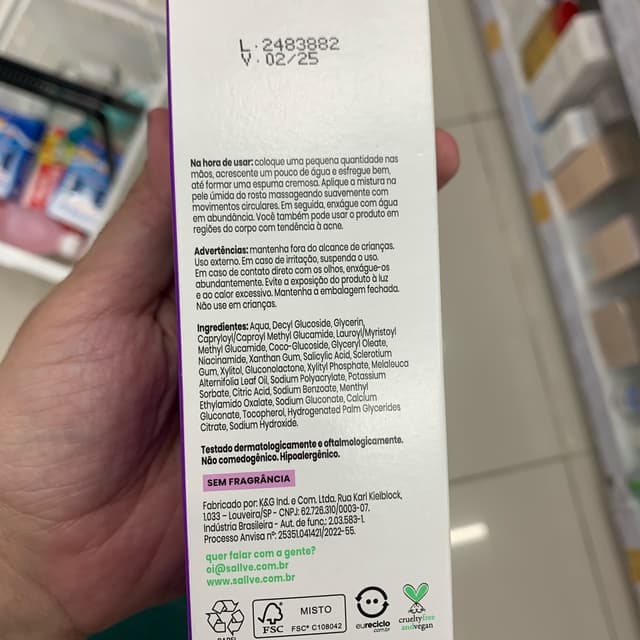 L·2483882
V·02/25
Na hora de usar: coloque uma pequena quantidade nas
mãos, acrescente um pouco de água e esfregue bem,
até formar uma espuma cremosa. Aplique a mistura na
pele úmida do rosto massageando suavemente com
movimentos circulares. Em seguida, enxágue com água
em abundância. Você também pode usar o produto em
regiões do corpo com tendência à acne.
Advertências: mantenha fora do alcance de crianças.
Uso externo. Em caso de irritação, suspenda o uso.
Em caso de contato direto com os olhos, enxágue-os
abundantemente. Evite a exposição do produto à luz
e ao calor excessivo. Mantenha a embalagem fechada.
Não use em crianças.
Ingredientes: Aqua, Decyl Glucoside, Glycerin,
Capryloyl/Caproyl Methyl Glucamide, Lauroyl/Myristoyl
Methyl Glucamide, Coco-Glucoside, Glyceryl Oleate,
Niacinamide, Xanthan Gum, Salicylic Acid, Sclerotium
Gum, Xylitol, Gluconolactone, Xylityl Phosphate, Melaleuca
Alternifolia Leaf Oil, Sodium Polyacrylate, Potassium
Sorbate, Citric Acid, Sodium Benzoate, Menthyl
Ethylamido Oxalate, Sodium Gluconate, Calcium
Gluconate, Tocopherol, Hydrogenated Palm Glycerides
Citrate, Sodium Hydroxide.
Testado dermatologicamente e oftalmologicamente.
Não comedogênico. Hipoalergênico.
SEM FRAGRÂNCIA
Fabricado por: K&G Ind. e Com. Ltda. Rua Karl Kielblock,
1.033 - Louveira/SP - CNPJ: 62.726.310/0003-07.
Indústria Brasileira - Aut. de func.: 2.03.583-1.
Processo Anvisa nº: 25351.041421/2022-55.
quer falar com a gente?
oi@sallve.com.br
www.sallve.com.br
PAPEL
FSC
MISTO
FSC® C108042
eureciclo
.com.br
crueltyfree
andvegan